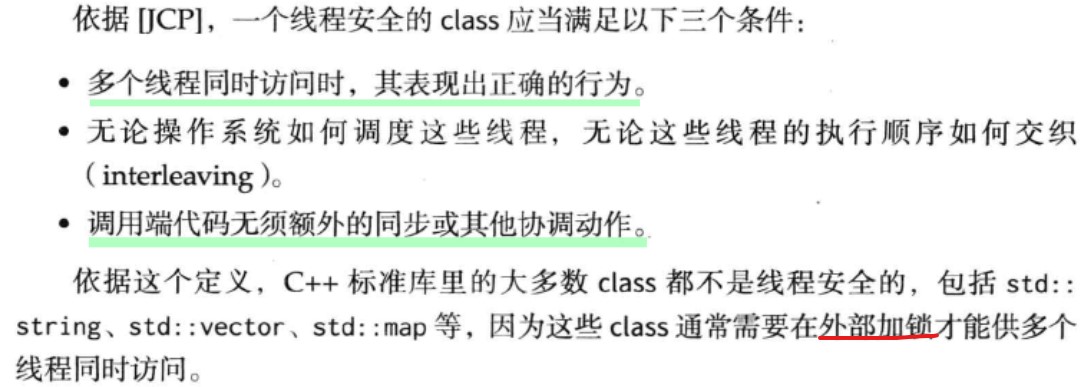 依据 [JCP]，一个线程安全的 class 应当满足以下三个条件：
• 多个线程同时访问时，其表现出正确的行为。
• 无论操作系统如何调度这些线程，无论这些线程的执行顺序如何交织
（interleaving）。
• 调用端代码无须额外的同步或其他协调动作。
依据这个定义，C++ 标准库里的大多数 class 都不是线程安全的，包括 std::
string、std::vector、std::map 等，因为这些 class 通常需要在外部加锁才能供多个
线程同时访问。